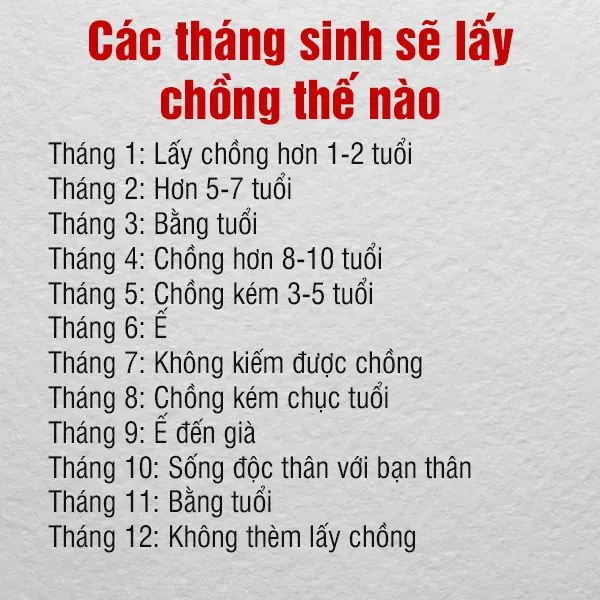 Các tháng sinh sẽ lấy
chồng thế nào
Tháng 1: Lấy chồng hơn 1-2 tuổi
Tháng 2: Hơn 5-7 tuổi
Tháng 3: Bằng tuổi
Tháng 4: Chồng hơn 8-10 tuổi
Tháng 5: Chồng kém 3-5 tuổi
Tháng 6: Ế
Tháng 7: Không kiếm được chồng
Tháng 8: Chồng kém chục tuổi
Tháng 9: Ế đến già
Tháng 10: Sống độc thân với bạn thân
Tháng 11: Bằng tuổi
Tháng 12: Không thèm lấy chồng